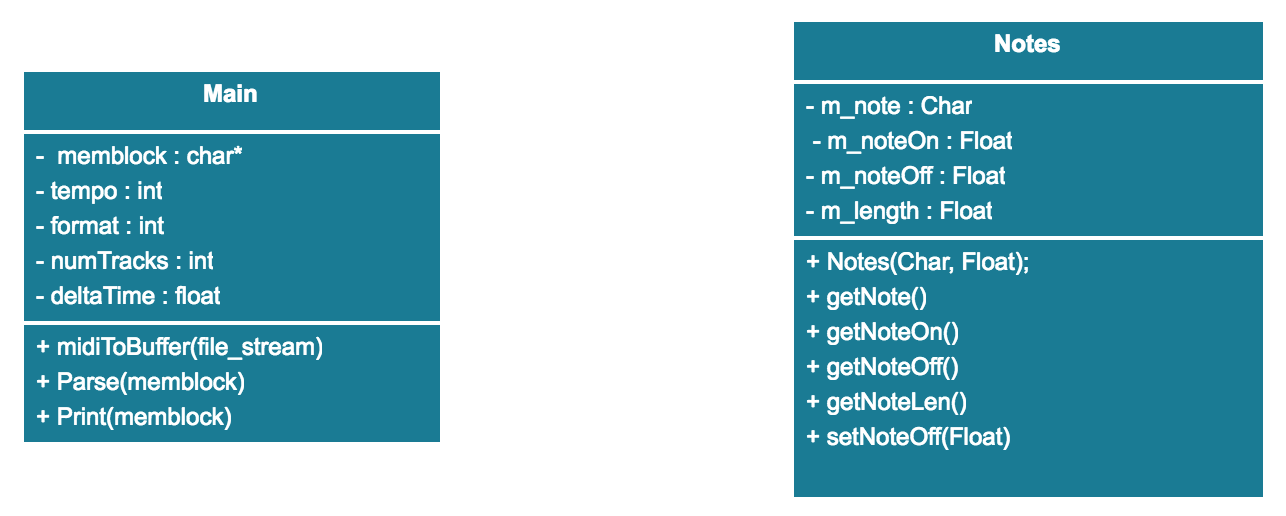 Main
-  memblock : char*
- tempo : int
- format : int
- numTracks : int
- deltaTime : float
+ midiToBuffer(file_stream)
+ Parse(memblock)
+ Print(memblock)
Notes
- m_note : Char
- m_noteOn : Float
- m_noteOff : Float
- m_length : Float
+ Notes(Char, Float);
+ getNote()
+ getNoteOn()
+ getNoteOff()
+ getNoteLen()
+ setNoteOff(Float)